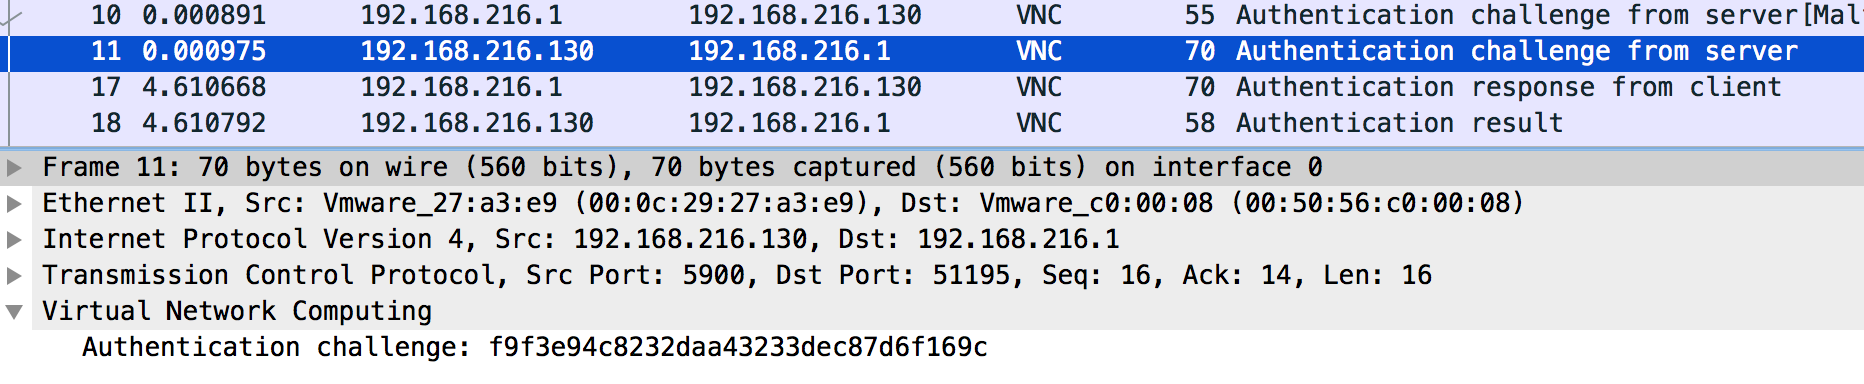 10 0.000891 192.168.216.1 192.168.216.130 VNC 55 Authentication challenge from server[Mal
11 0.000975 192.168.216.130 192.168.216.1 VNC 70 Authentication challenge from server
17 4.610668 192.168.216.1 192.168.216.130 VNC 70 Authentication response from client
18 4.610792 192.168.216.130 192.168.216.1 VNC 58 Authentication result
Frame 11: 70 bytes on wire (560 bits), 70 bytes captured (560 bits) on interface 0
Ethernet II, Src: Vmware_27:a3:e9 (00:0c:29:27:a3:e9), Dst: Vmware_c0:00:08 (00:50:56:c0:00:08)
Internet Protocol Version 4, Src: 192.168.216.130, Dst: 192.168.216.1
Transmission Control Protocol, Src Port: 5900, Dst Port: 51195, Seq: 16, Ack: 14, Len: 16
Virtual Network Computing
Authentication challenge: f9f3e94c8232daa43233dec87d6f169c